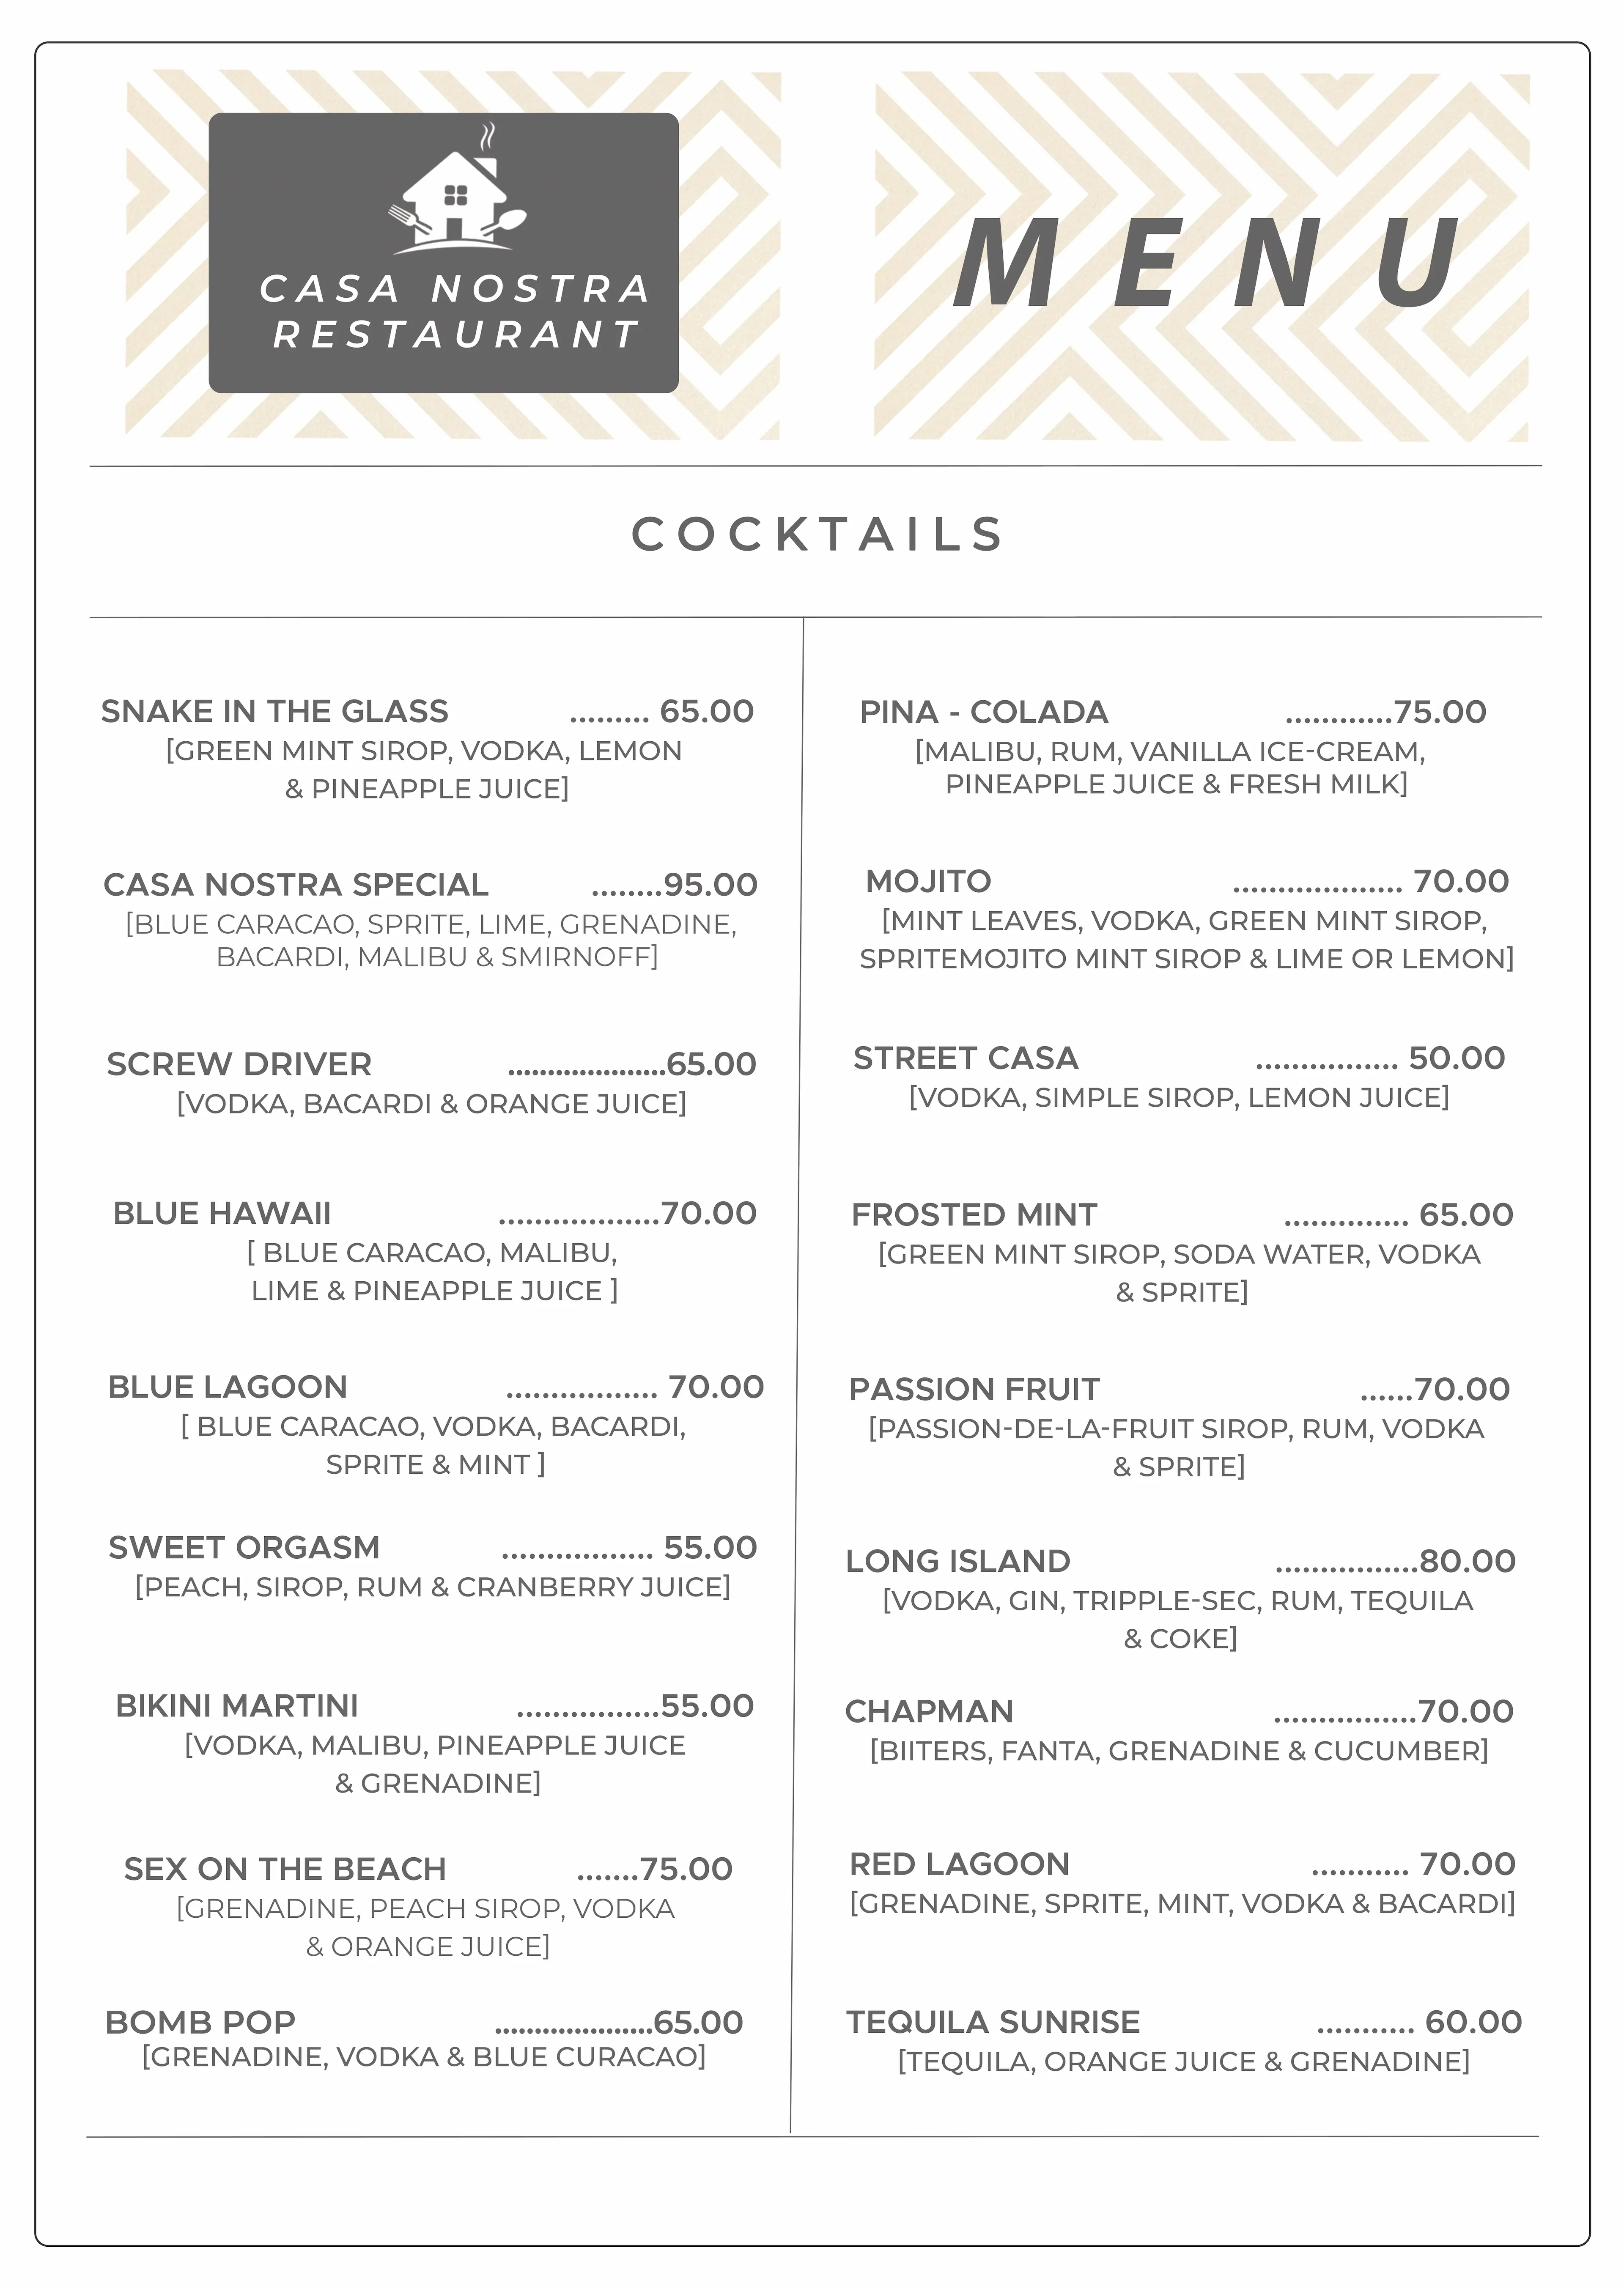 CASA NOSTRA
RESTAURANT
MENU
COCKTAILS
SNAKE IN THE GLASS ......... 65.00
[GREEN MINT SIROP, VODKA, LEMON
& PINEAPPLE JUICE]
CASA NOSTRA SPECIAL ........95.00
[BLUE CARACAO, SPRITE, LIME, GRENADINE,
BACARDI, MALIBU & SMIRNOFF]
SCREW DRIVER ....................65.00
[VODKA, BACARDI & ORANGE JUICE]
BLUE HAWAII ..................70.00
[ BLUE CARACAO, MALIBU,
LIME & PINEAPPLE JUICE ]
BLUE LAGOON ................. 70.00
[ BLUE CARACAO, VODKA, BACARDI,
SPRITE & MINT ]
SWEET ORGASM ................. 55.00
[PEACH, SIROP, RUM & CRANBERRY JUICE]
BIKINI MARTINI ................55.00
[VODKA, MALIBU, PINEAPPLE JUICE
& GRENADINE]
SEX ON THE BEACH .......75.00
[GRENADINE, PEACH SIROP, VODKA
& ORANGE JUICE]
BOMB POP ....................65.00
[GRENADINE, VODKA & BLUE CURACAO]
PINA - COLADA ............75.00
[MALIBU, RUM, VANILLA ICE-CREAM,
PINEAPPLE JUICE & FRESH MILK]
MOJITO ................... 70.00
[MINT LEAVES, VODKA, GREEN MINT SIROP,
SPRITEMOJITO MINT SIROP & LIME OR LEMON]
STREET CASA ................ 50.00
[VODKA, SIMPLE SIROP, LEMON JUICE]
FROSTED MINT .............. 65.00
[GREEN MINT SIROP, SODA WATER, VODKA
& SPRITE]
PASSION FRUIT ......70.00
[PASSION-DE-LA-FRUIT SIROP, RUM, VODKA
& SPRITE]
LONG ISLAND ................80.00
[VODKA, GIN, TRIPPLE-SEC, RUM, TEQUILA
& COKE]
CHAPMAN ................70.00
[BIITERS, FANTA, GRENADINE & CUCUMBER]
RED LAGOON ........... 70.00
[GRENADINE, SPRITE, MINT, VODKA & BACARDI]
TEQUILA SUNRISE ........... 60.00
[TEQUILA, ORANGE JUICE & GRENADINE]